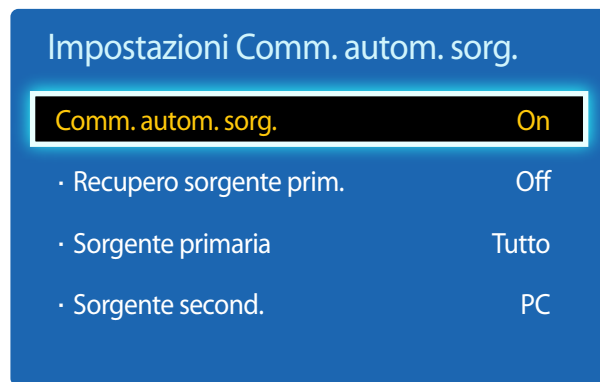 Impostazioni Comm. autom. sorg.
Comm. autom. sorg. On
· Recupero sorgente prim. Off
· Sorgente primaria Tutto
· Sorgente second. PC